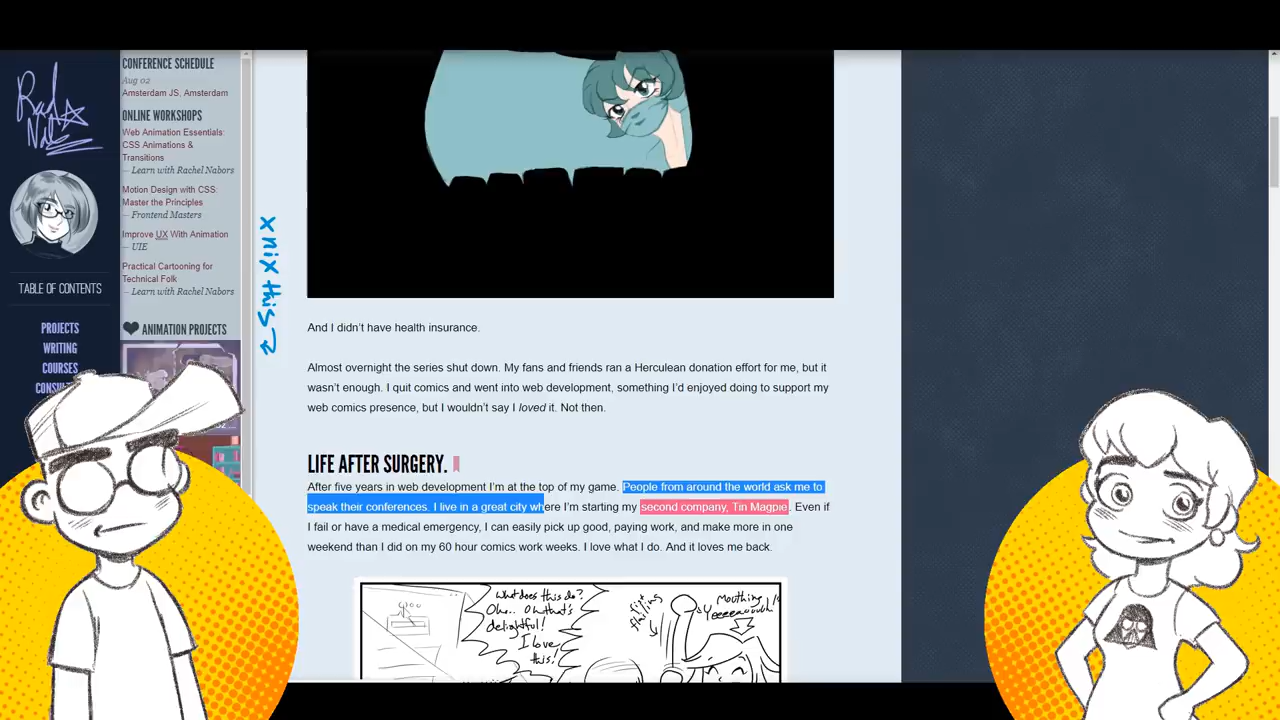 Rachel
Nabors
TABLE OF CONTENTS
PROJECTS
WRITING
COURSES
CONFERENCE SCHEDULE
Aug 02
Amsterdam JS, Amsterdam
ONLINE WORKSHOPS
Web Animation Essentials:
CSS Animations &
Transitions
— Learn with Rachel Nabors
Motion Design with CSS:
Master the Principles
— Frontend Masters
Improve UX With Animation
— UIE
Practical Cartooning for
Technical Folk
— Learn with Rachel Nabors
ANIMATION PROJECTS
x nix this
And I didn’t have health insurance.
Almost overnight the series shut down. My fans and friends ran a Herculean donation effort for me, but it
wasn’t enough. I quit comics and went into web development, something I’d enjoyed doing to support my
web comics presence, but I wouldn’t say I loved it. Not then.
LIFE AFTER SURGERY.
After five years in web development I’m at the top of my game. People from around the world ask me to
speak their conferences. I live in a great city where I’m starting my second company, Tin Magpie. Even if
I fail or have a medical emergency, I can easily pick up good, paying work, and make more in one
weekend than I did on my 60 hour comics work weeks. I love what I do. And it loves me back.
What does this do?
Oho.. Oh that's
delightful!
I love
this!
fist
flailing
Mouthing